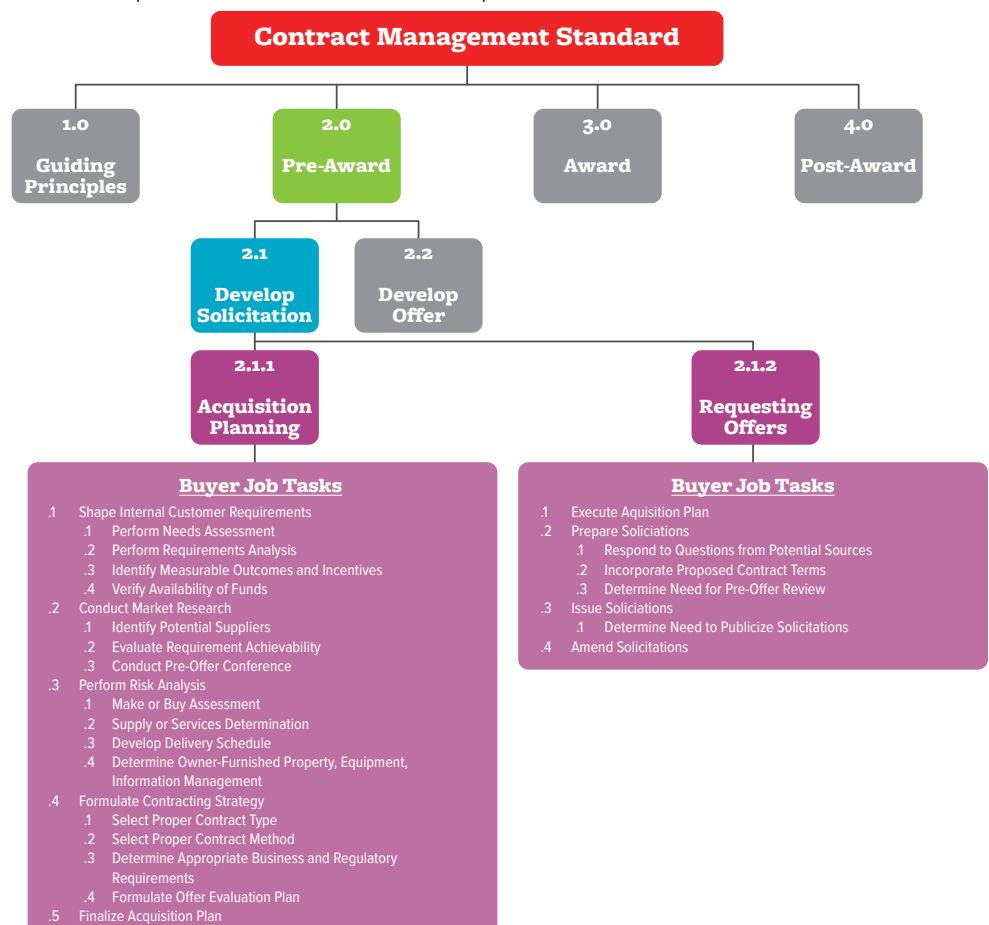 Contract Management Standard
1.0
Guiding
Principles
2.0
Pre-Award
3.0
Award
4.0
Post-Award
2.1
Develop
Solicitation
2.2
Develop
Offer
2.1.1
Acquisition
Planning
2.1.2
Requesting
Offers
Buyer Job Tasks
.1 Shape Internal Customer Requirements
.1 Perform Needs Assessment
.2 Perform Requirements Analysis
.3 Identify Measurable Outcomes and Incentives
.4 Verify Availability of Funds
.2 Conduct Market Research
.1 Identify Potential Suppliers
.2 Evaluate Requirement Achievability
.3 Conduct Pre-Offer Conference
.3 Perform Risk Analysis
.1 Make or Buy Assessment
.2 Supply or Services Determination
.3 Develop Delivery Schedule
.4 Determine Owner-Furnished Property, Equipment,
Information Management
.4 Formulate Contracting Strategy
.1 Select Proper Contract Type
.2 Select Proper Contract Method
.3 Determine Appropriate Business and Regulatory
Requirements
.4 Formulate Offer Evaluation Plan
.5 Finalize Acquisition Plan
Buyer Job Tasks
.1 Execute Aquisition Plan
.2 Prepare Soliciations
.1 Respond to Questions from Potential Sources
.2 Incorporate Proposed Contract Terms
.3 Determine Need for Pre-Offer Review
.3 Issue Soliciations
.1 Determine Need to Publicize Solicitations
.4 Amend Solicitations